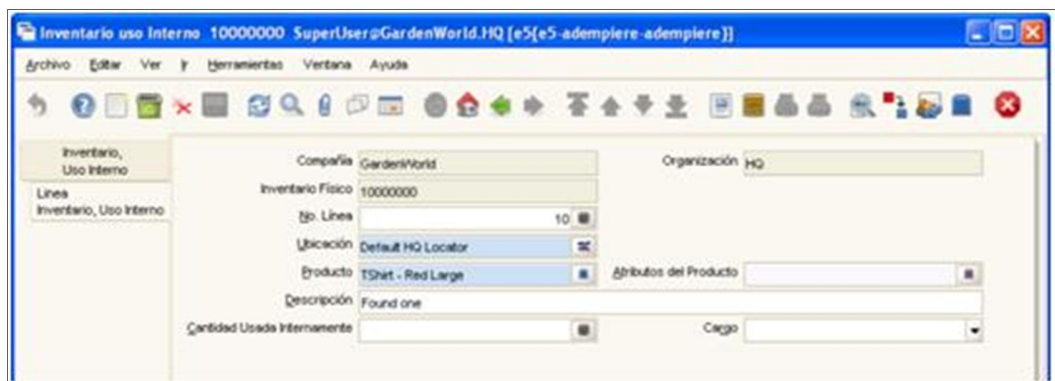 Inventario uso Interno 10000000 SuperUser@GardenWorld.HQ [e5{e5-adempiere-adempiere}]
Archivo Editar Ver Ir Herramientas Ventana Ayuda
Inventario,
Uso Interno
Linea
Inventario, Uso Interno
Compañía GardenWorld Organización HQ
Inventario Físico 10000000
No. Línea 10
Ubicación Default HQ Locator
Producto TShirt - Red Large Atributos del Producto
Descripción Found one
Cantidad Usada Internamente Cargo